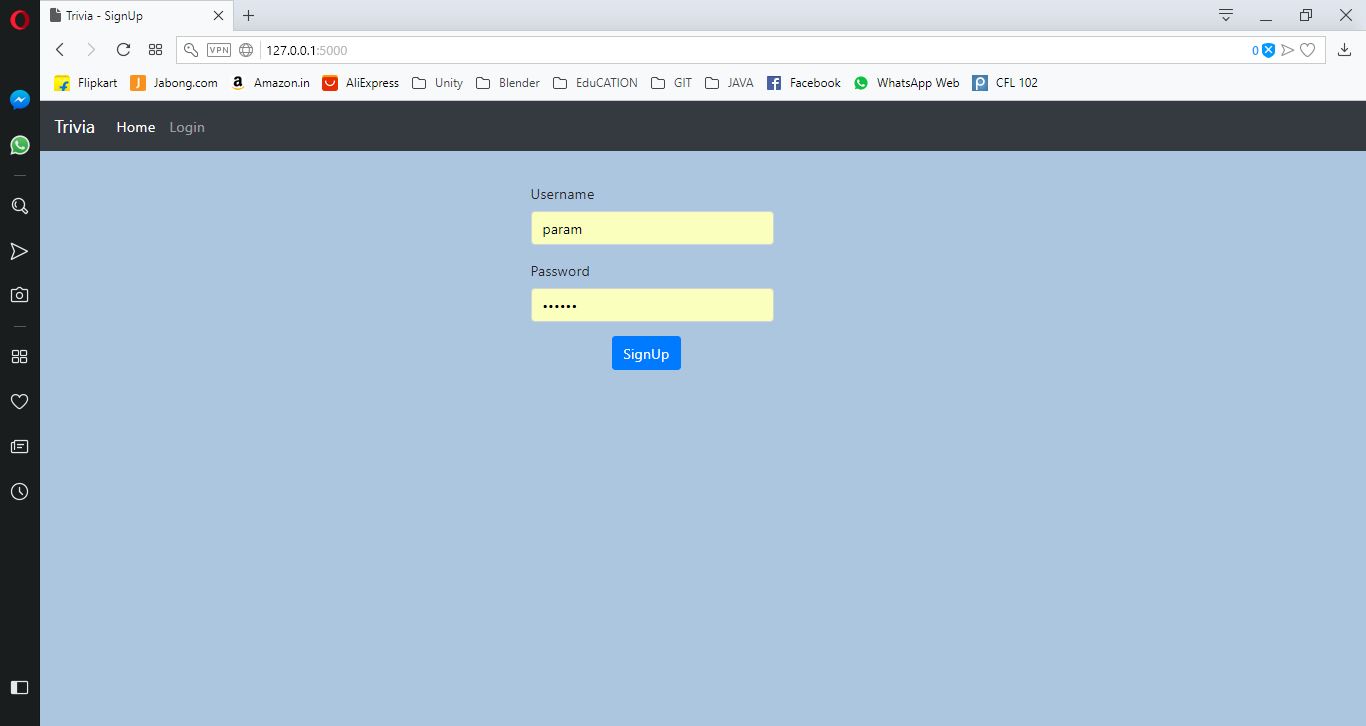 Trivia - SignUp
VPN 127.0.0.1:5000 0
Flipkart Jabong.com Amazon.in AliExpress Unity Blender EduCATION GIT JAVA Facebook WhatsApp Web CFL 102
Trivia Home Login
Username
param
Password
••••••
SignUp